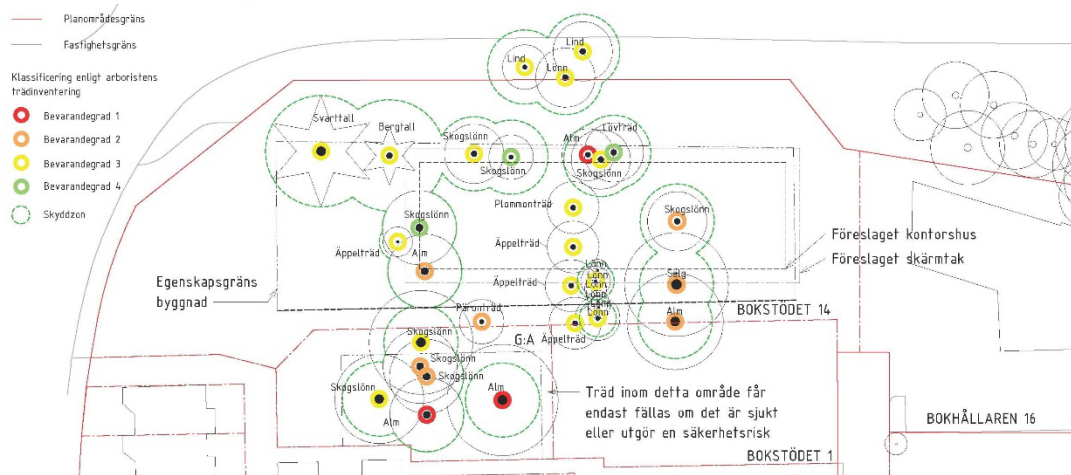 Planområdesgräns
Fastighetsgräns
Klassificering enligt arboristens
trädinventering
Bevarandegrad 1
Bevarandegrad 2
Bevarandegrad 3
Bevarandegrad 4
Skyddzon
Lind
Lind
Lönn
Svarttall
Bergtall
Skogslönn
Skogslönn
Alm
Lövträd
Skogslönn
Plommonträd
Skogslönn
Skogslönn
Äppelträd
Alm
Äppelträd
Föreslaget kontorshus
Föreslaget skärmtak
Egenskapsgräns
byggnad
Äppelträd
Lönn
Lönn
Lönn
Lönn
Lönn
Lönn
Sälg
Päronträd
Alm
BOKSTÖDET 14
Skogslönn
G:A
Äppelträd
Skogslönn
Skogslönn
Skogslönn
Alm
Alm
Träd inom detta område får
endast fällas om det är sjukt
eller utgör en säkerhetsrisk
BOKHÅLLAREN 16
BOKSTÖDET 1